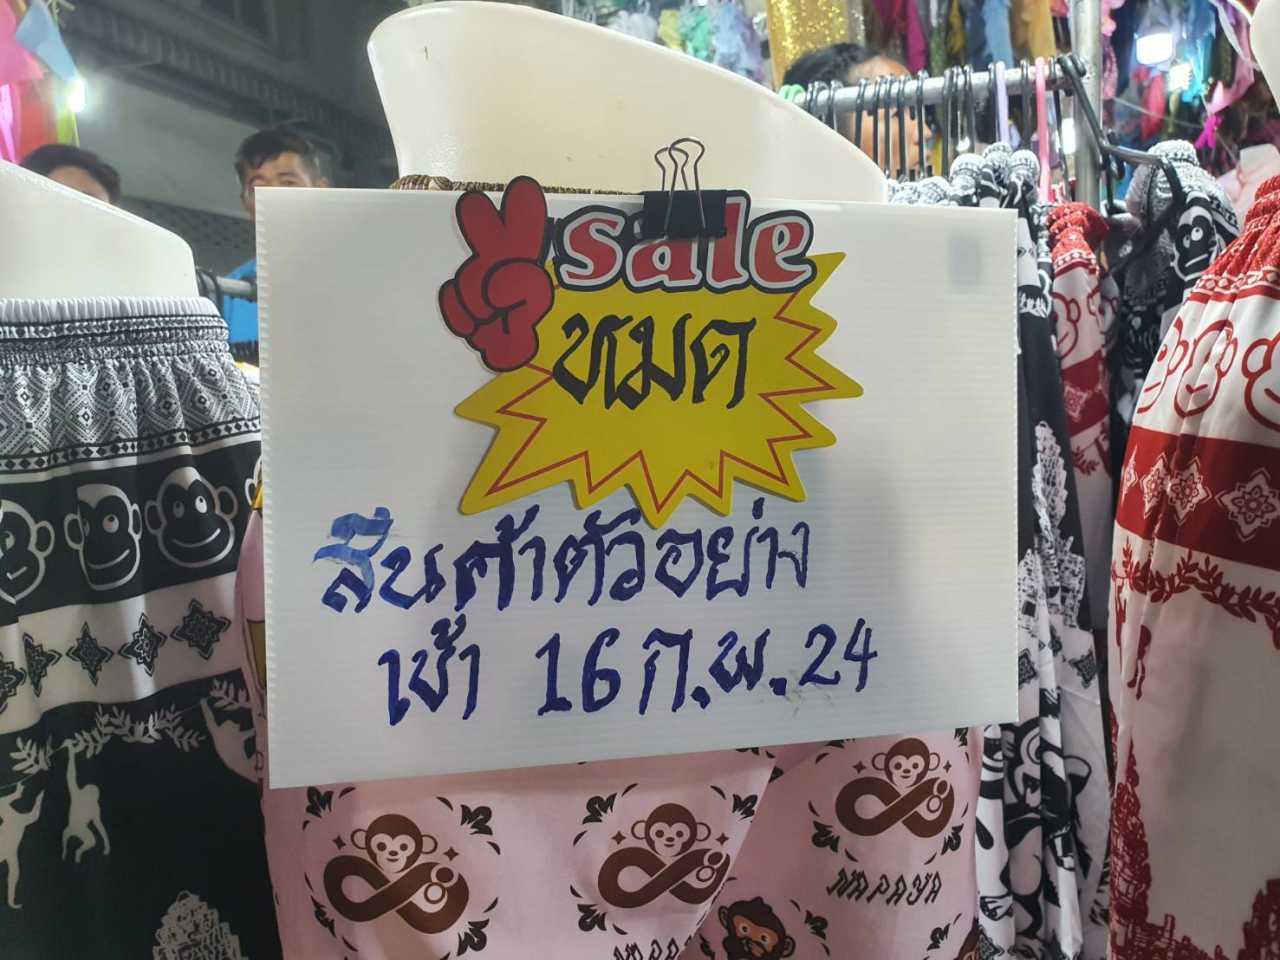 sale
หมด
สินค้าตัวอย่าง
เข้า 16 ก.พ. 24
NAPAYA